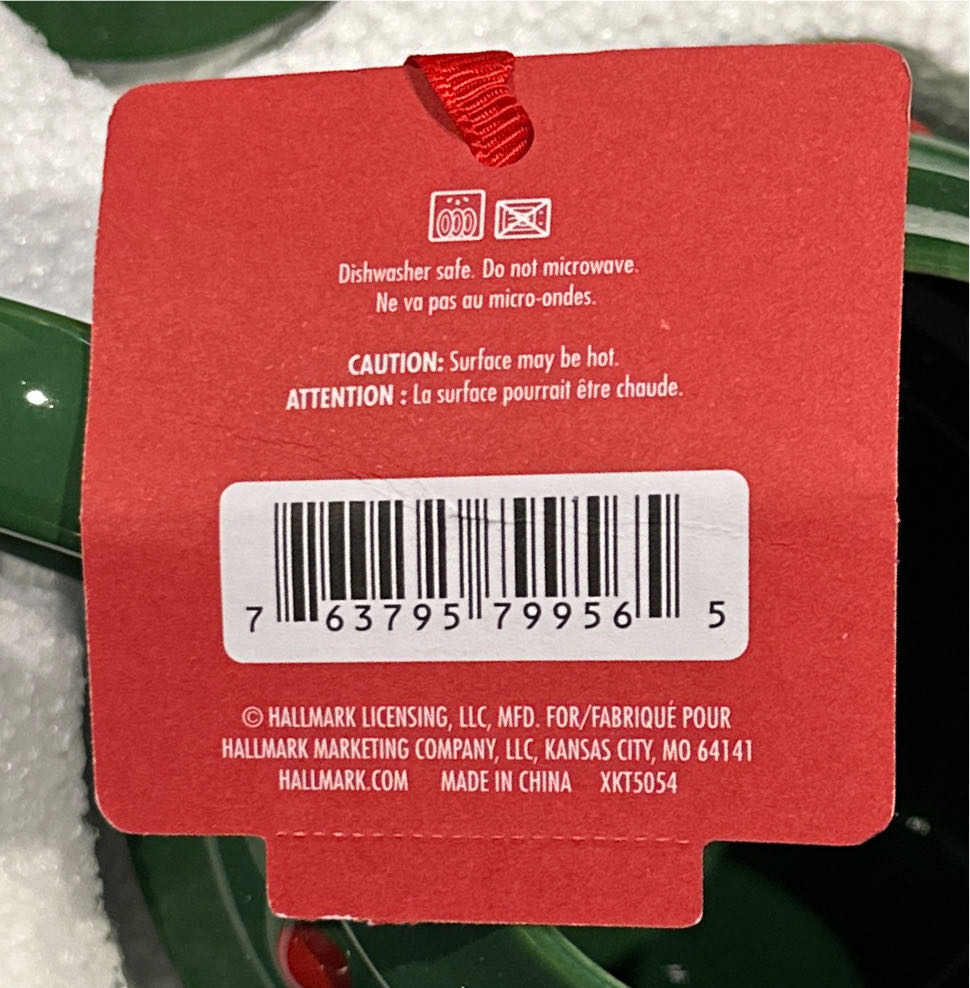 Dishwasher safe. Do not microwave.
Ne va pas au micro-ondes.
CAUTION: Surface may be hot.
ATTENTION : La surface pourrait être chaude.
7 63795 79956 5
© HALLMARK LICENSING, LLC, MFD. FOR/FABRIQUÉ POUR
HALLMARK MARKETING COMPANY, LLC, KANSAS CITY, MO 64141
HALLMARK.COM MADE IN CHINA XKT5054